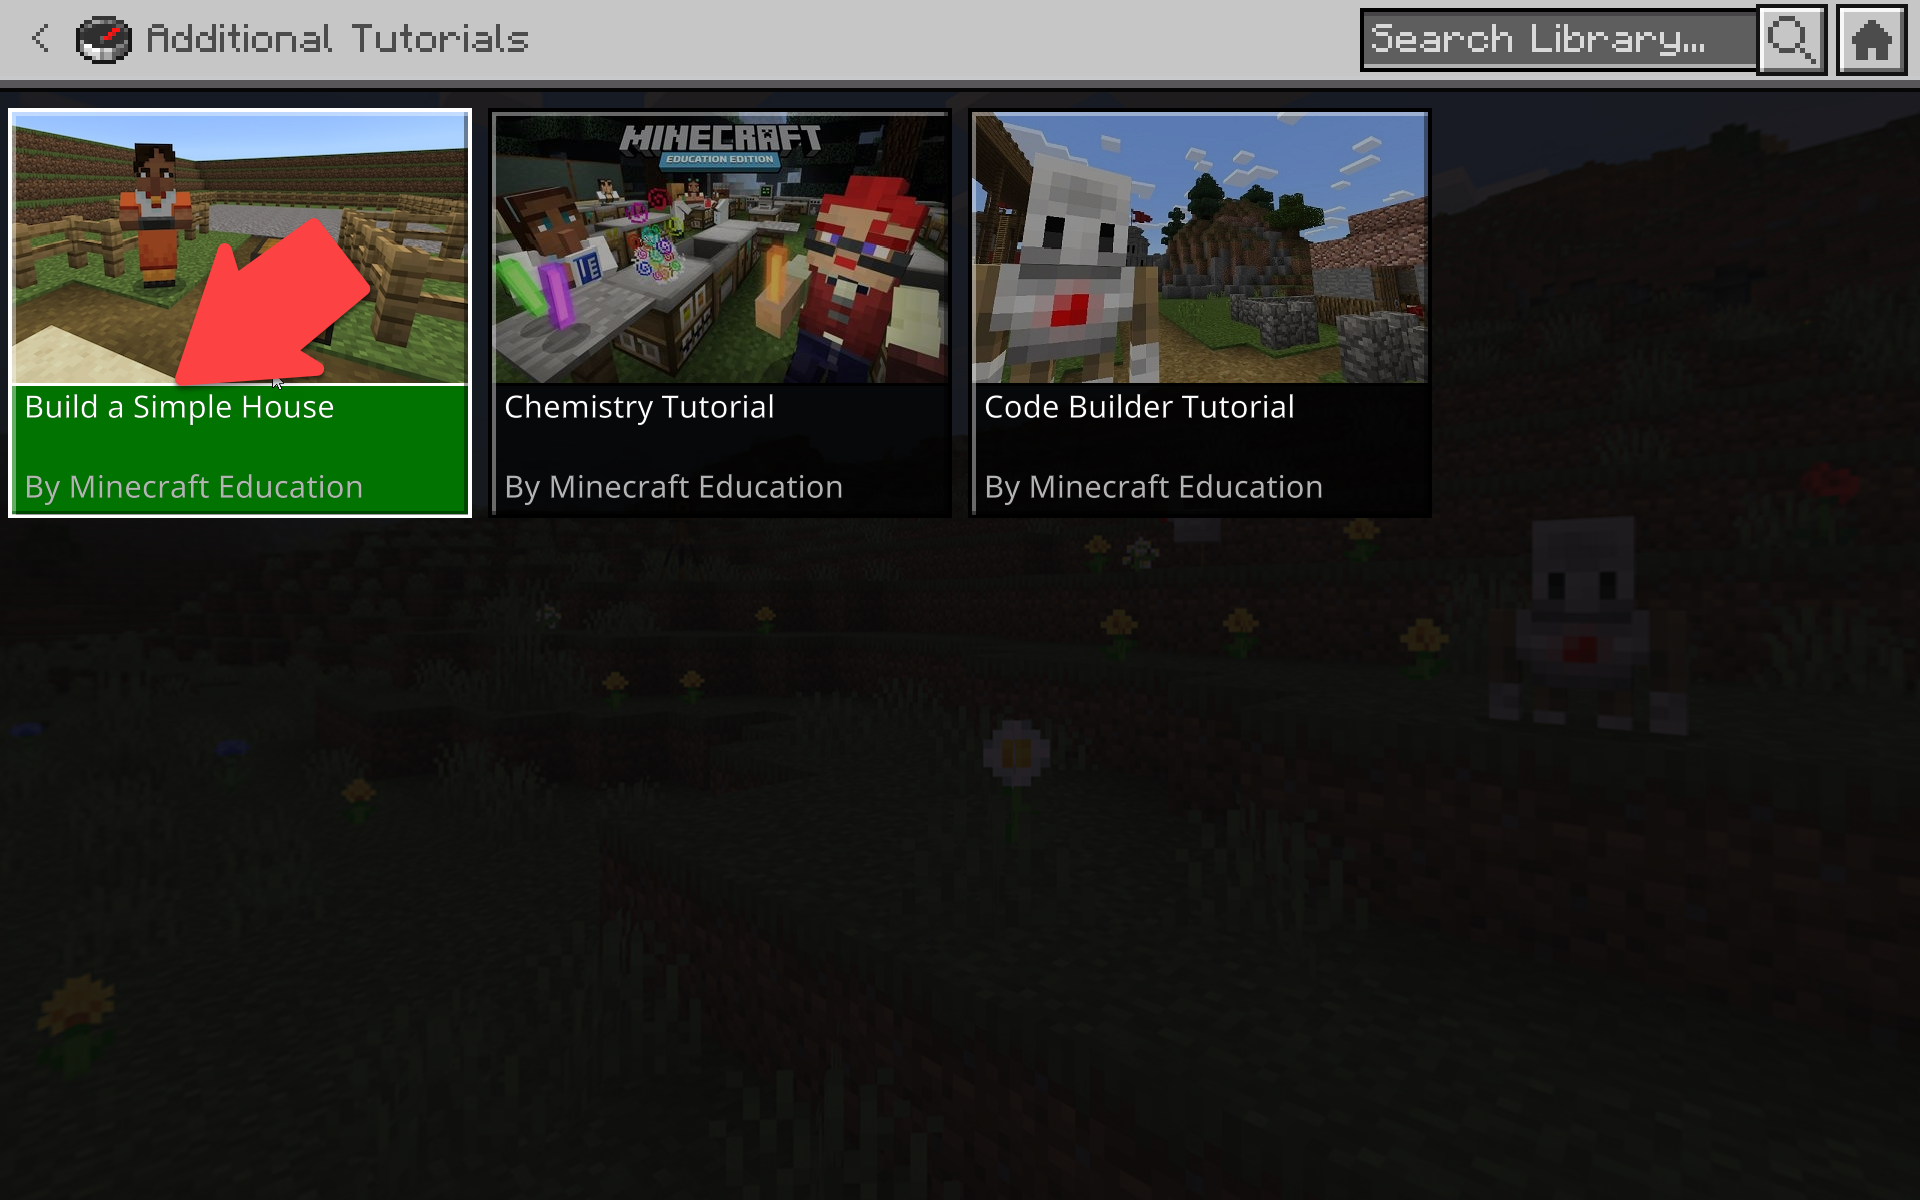 Additional Tutorials
Search Library...
MINECRAFT
EDUCATION EDITION
Build a Simple House
By Minecraft Education
Chemistry Tutorial
By Minecraft Education
Code Builder Tutorial
By Minecraft Education